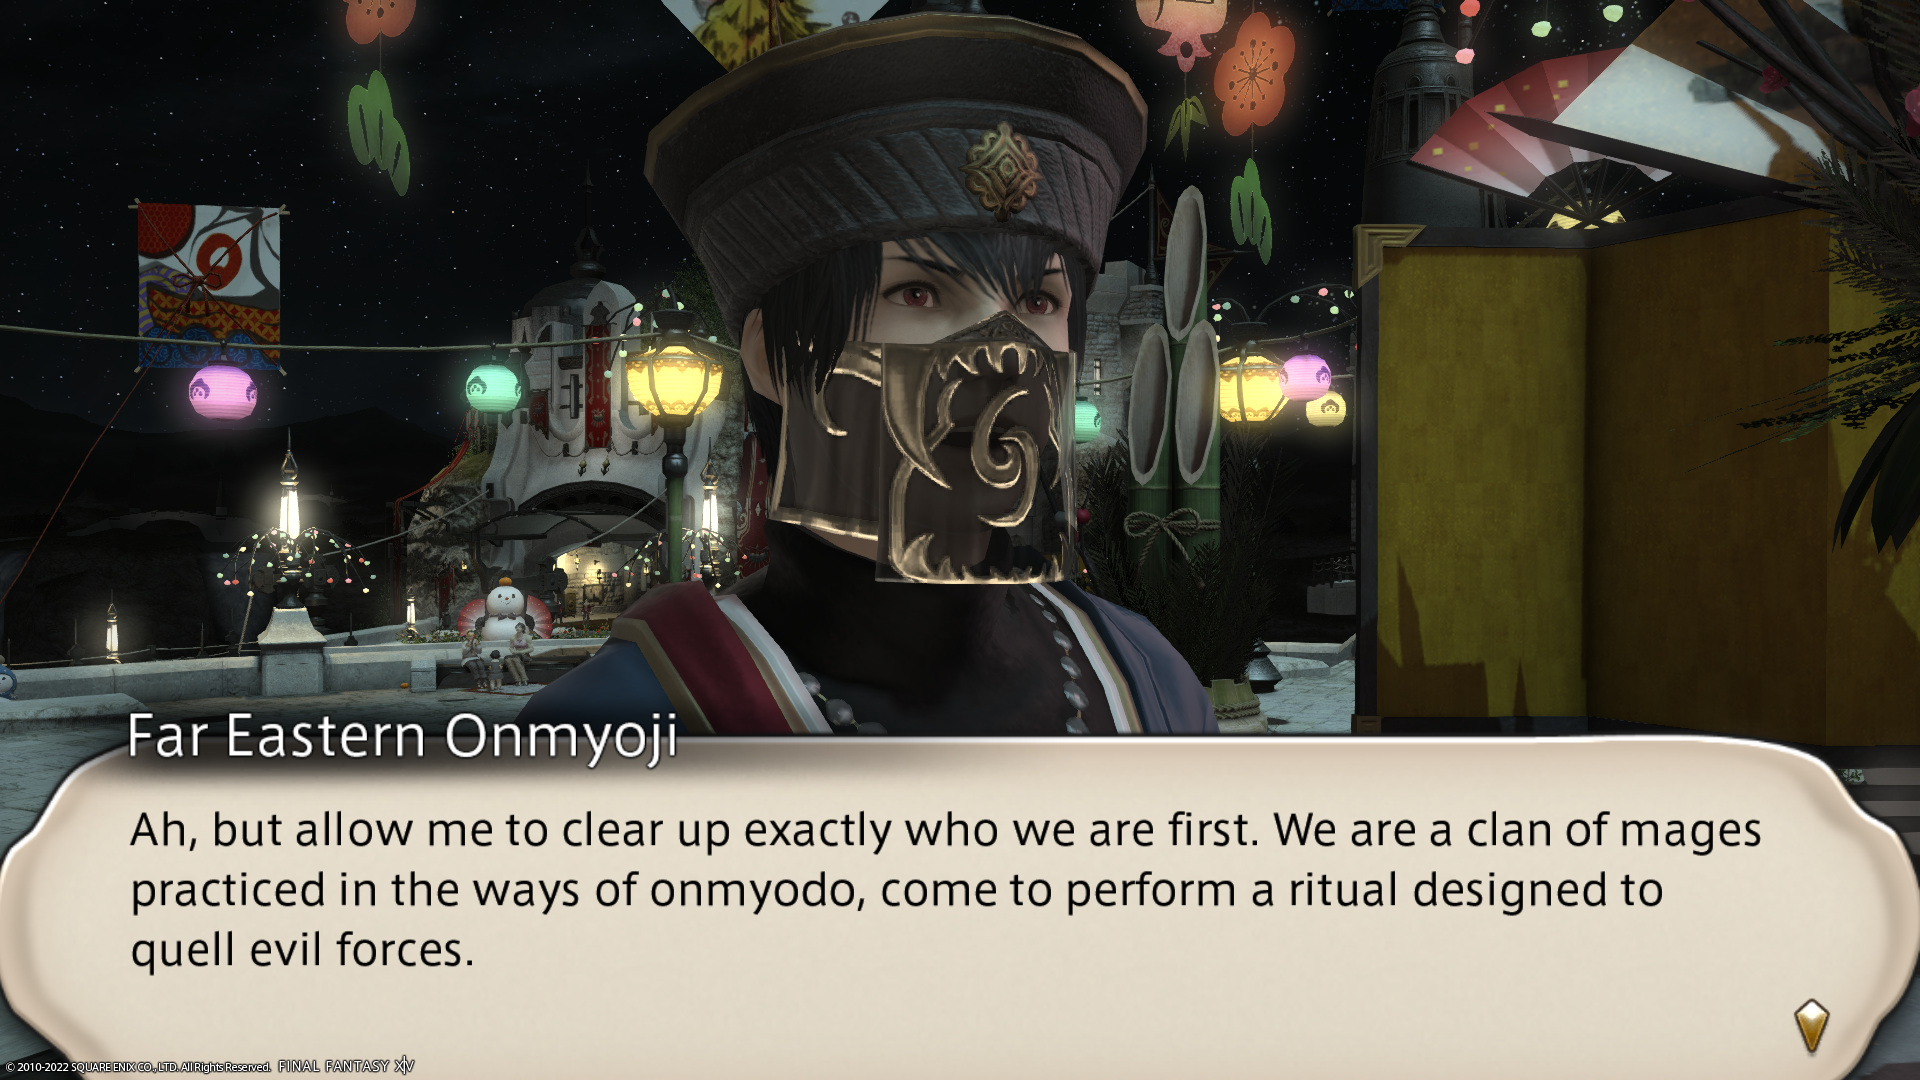 Far Eastern Onmyoji
Ah, but allow me to clear up exactly who we are first. We are a clan of mages
practiced in the ways of onmyodo, come to perform a ritual designed to
quell evil forces.
© 2010-2022 SQUARE ENIX CO., LTD. All Rights Reserved. FINAL FANTASY XIV